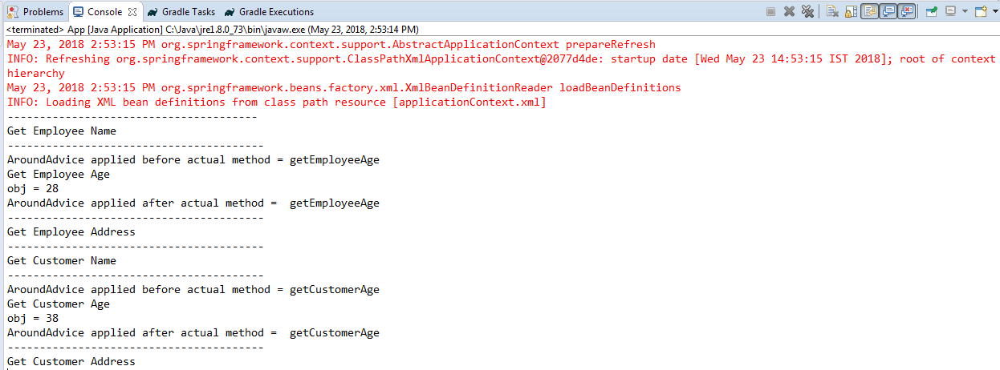 Problems Console Gradle Tasks Gradle Executions
<terminated> App [Java Application] C:\Java\jre1.8.0_73\bin\javaw.exe (May 23, 2018, 2:53:14 PM)
May 23, 2018 2:53:15 PM org.springframework.context.support.AbstractApplicationContext prepareRefresh
INFO: Refreshing org.springframework.context.support.ClassPathXmlApplicationContext@2077d4de: startup date [Wed May 23 14:53:15 IST 2018]; root of context
hierarchy
May 23, 2018 2:53:15 PM org.springframework.beans.factory.xml.XmlBeanDefinitionReader loadBeanDefinitions
INFO: Loading XML bean definitions from class path resource [applicationContext.xml]
---------------------------------------
Get Employee Name
----------------------------------------
AroundAdvice applied before actual method = getEmployeeAge
Get Employee Age
obj = 28
AroundAdvice applied after actual method =  getEmployeeAge
----------------------------------------
Get Employee Address
----------------------------------------
Get Customer Name
----------------------------------------
AroundAdvice applied before actual method = getCustomerAge
Get Customer Age
obj = 38
AroundAdvice applied after actual method =  getCustomerAge
----------------------------------------
Get Customer Address